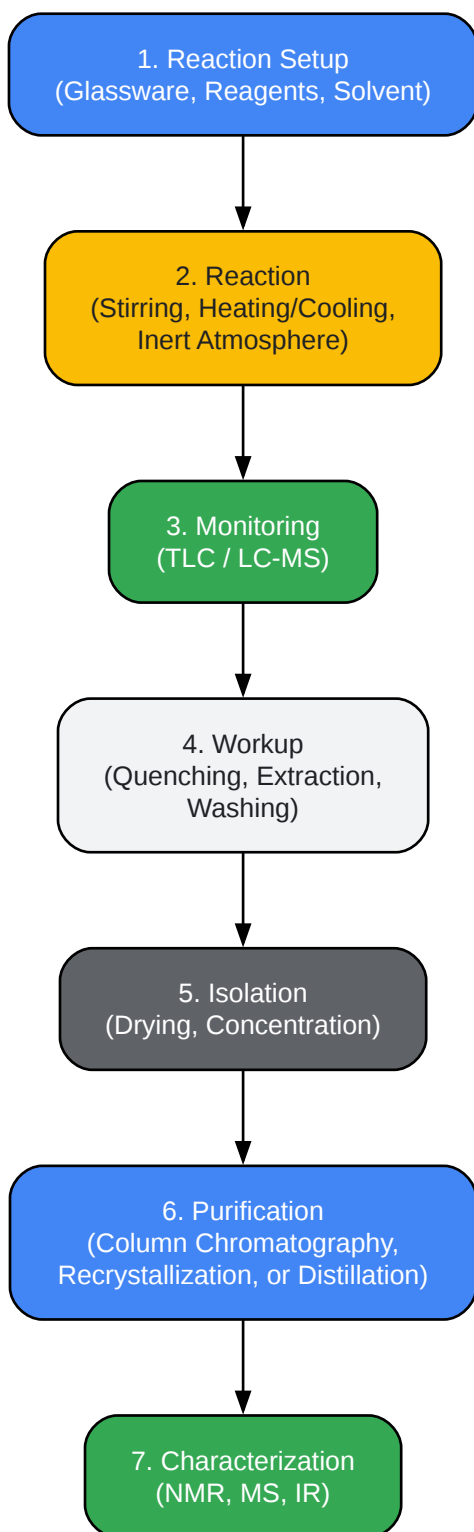 1. Reaction Setup
(Glassware, Reagents, Solvent)
2. Reaction
(Stirring, Heating/Cooling,
Inert Atmosphere)
3. Monitoring
(TLC / LC-MS)
4. Workup
(Quenching, Extraction,
Washing)
5. Isolation
(Drying, Concentration)
6. Purification
(Column Chromatography,
Recrystallization, or Distillation)
7. Characterization
(NMR, MS, IR)